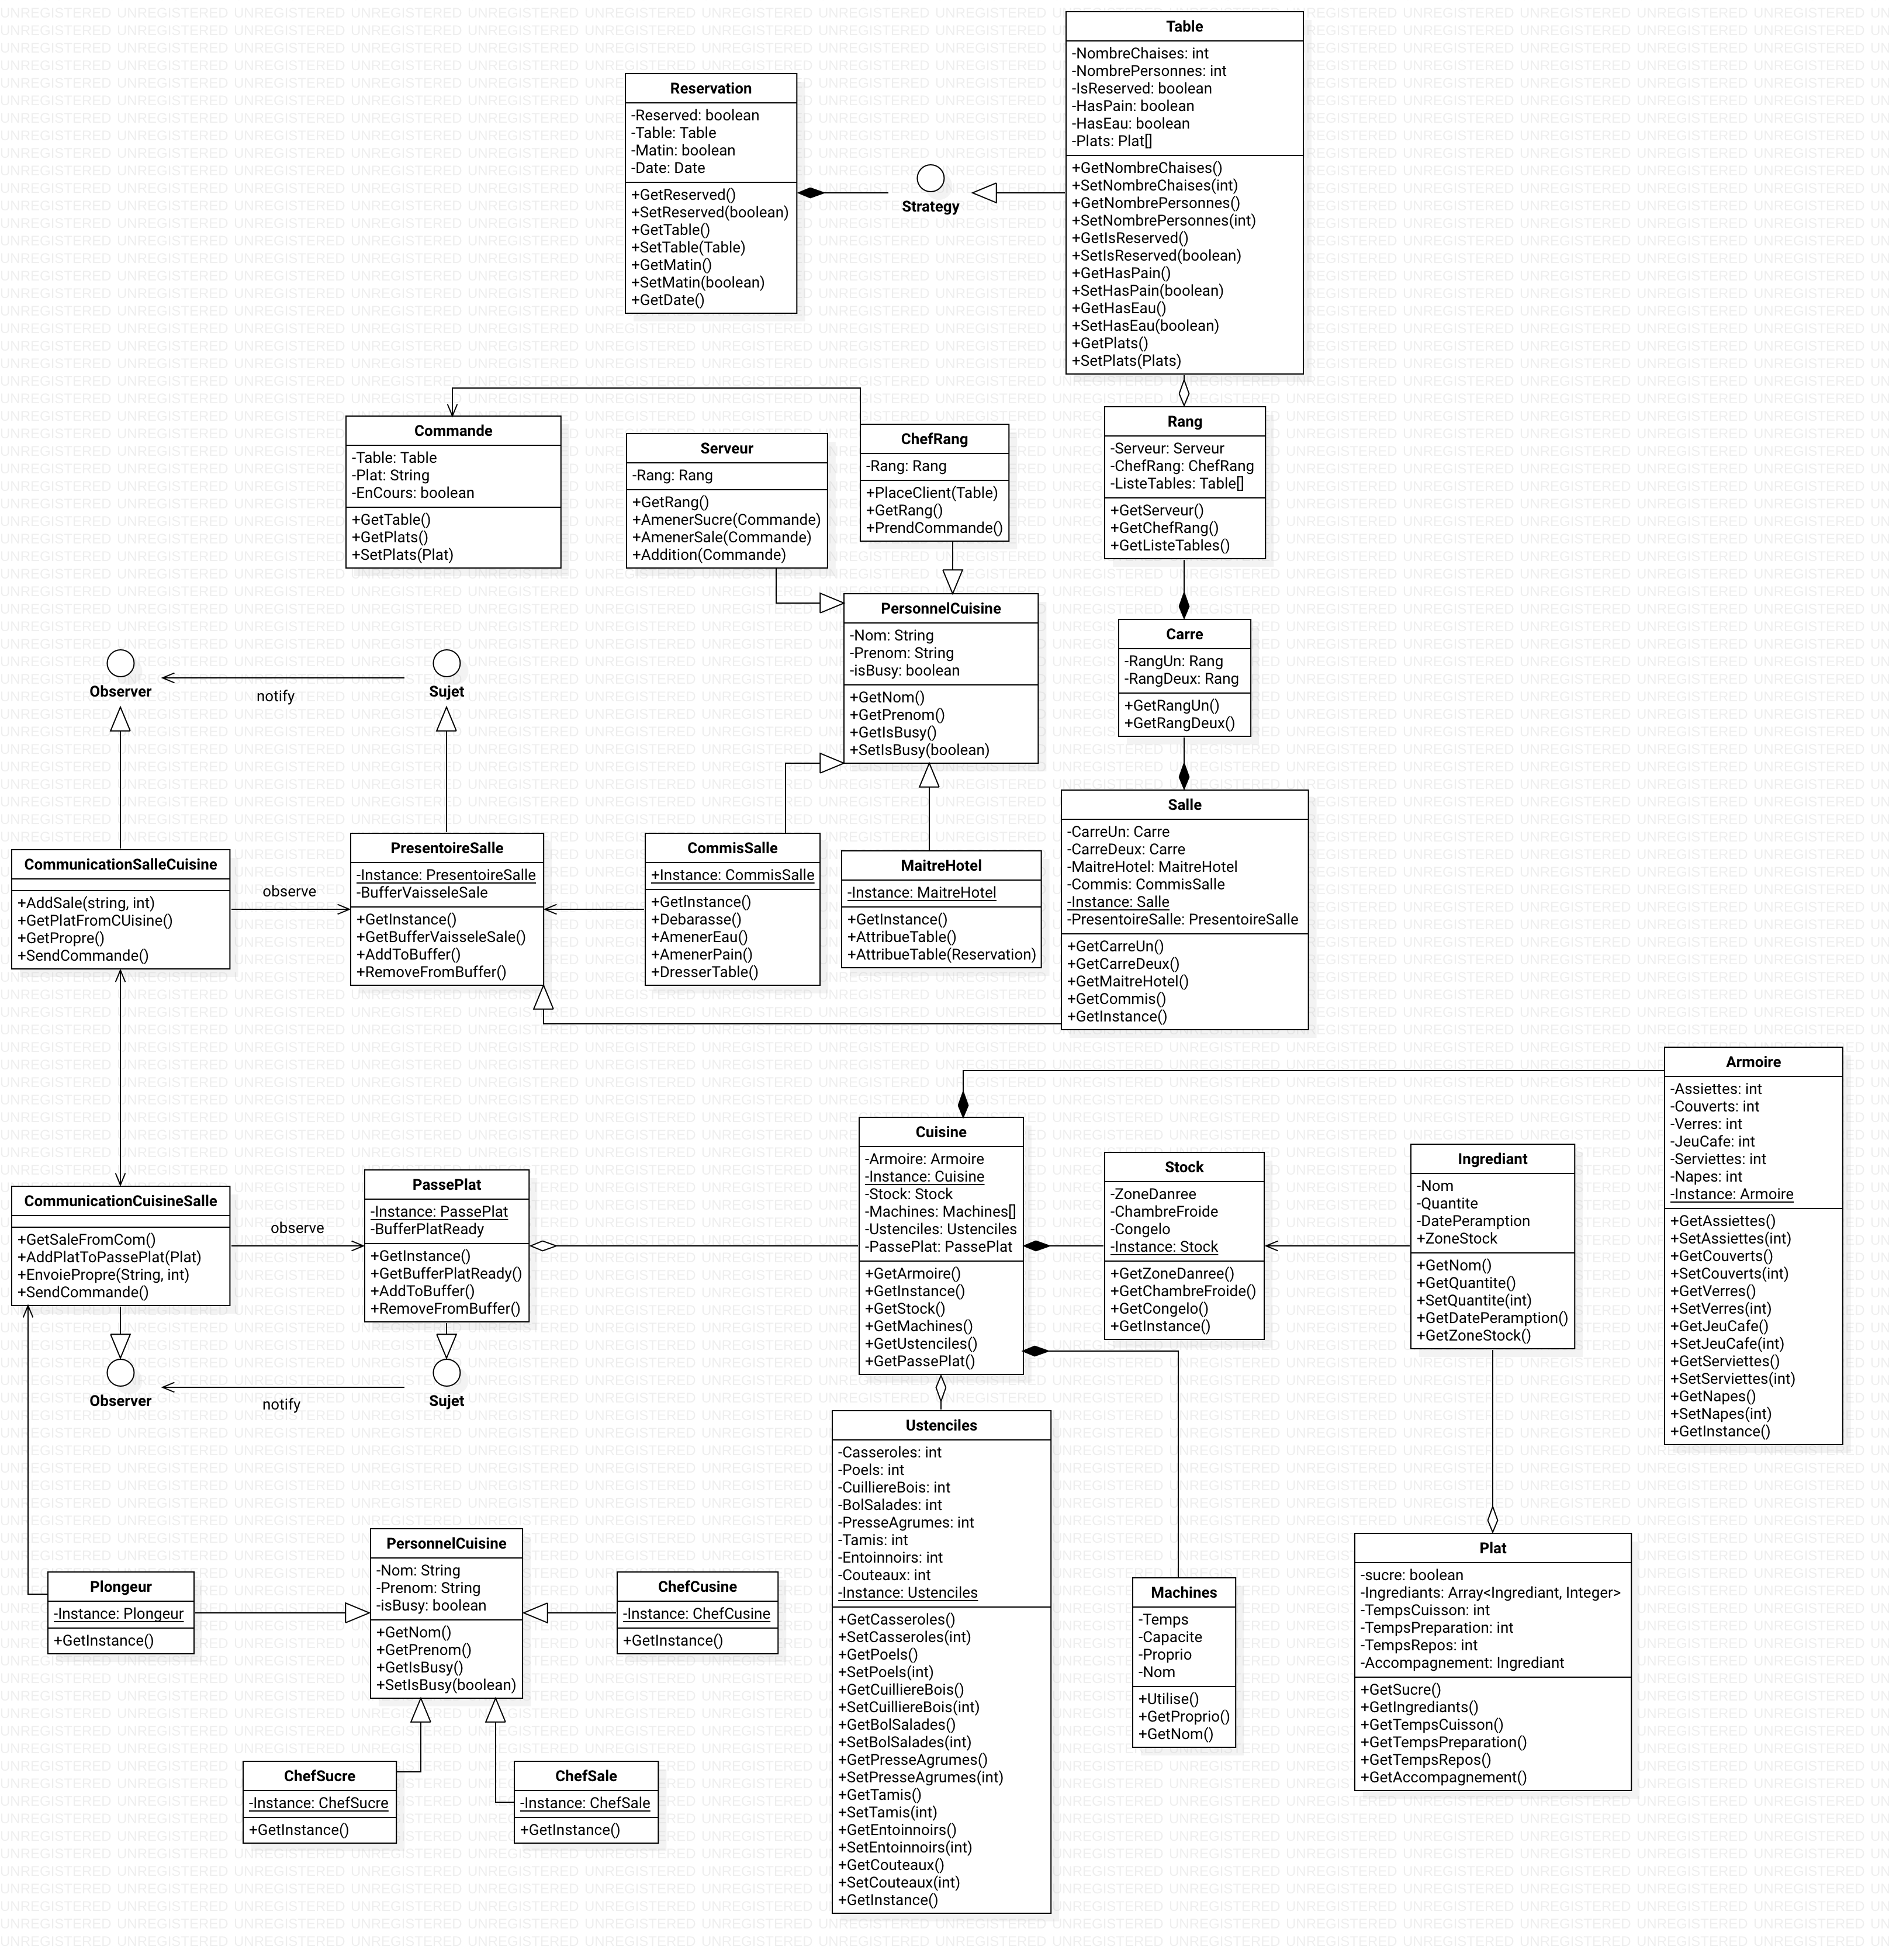 Table
-NombreChaises: int
-NombrePersonnes: int
-IsReserved: boolean
-HasPain: boolean
-HasEau: boolean
-Plats: Plat[]
+GetNombreChaises()
+SetNombreChaises(int)
+GetNombrePersonnes()
+SetNombrePersonnes(int)
+GetIsReserved()
+SetIsReserved(boolean)
+GetHasPain()
+SetHasPain(boolean)
+GetHasEau()
+SetHasEau(boolean)
+GetPlats()
+SetPlats(Plats)
Reservation
-Reserved: boolean
-Table: Table
-Matin: boolean
-Date: Date
+GetReserved()
+SetReserved(boolean)
+GetTable()
+SetTable(Table)
+GetMatin()
+SetMatin(boolean)
+GetDate()
Strategy
Commande
-Table: Table
-Plat: String
-EnCours: boolean
+GetTable()
+GetPlats()
+SetPlats(Plat)
Serveur
-Rang: Rang
+GetRang()
+AmenerSucre(Commande)
+AmenerSale(Commande)
+Addition(Commande)
ChefRang
-Rang: Rang
+PlaceClient(Table)
+GetRang()
+PrendCommande()
Rang
-Serveur: Serveur
-ChefRang: ChefRang
-ListeTables: Table[]
+GetServeur()
+GetChefRang()
+GetListeTables()
PersonnelCuisine
-Nom: String
-Prenom: String
-isBusy: boolean
+GetNom()
+GetPrenom()
+GetIsBusy()
+SetIsBusy(boolean)
Carre
-RangUn: Rang
-RangDeux: Rang
+GetRangUn()
+GetRangDeux()
Observer
notify
Sujet
CommunicationSalleCuisine
+AddSale(string, int)
+GetPlatFromCUisine()
+GetPropre()
+SendCommande()
observe
PresentoireSalle
-Instance: PresentoireSalle
-BufferVaisseleSale
+GetInstance()
+GetBufferVaisseleSale()
+AddToBuffer()
+RemoveFromBuffer()
CommisSalle
+Instance: CommisSalle
+GetInstance()
+Debarasse()
+AmenerEau()
+AmenerPain()
+DresserTable()
MaitreHotel
-Instance: MaitreHotel
+GetInstance()
+AttribueTable()
+AttribueTable(Reservation)
Salle
-CarreUn: Carre
-CarreDeux: Carre
-MaitreHotel: MaitreHotel
-Commis: CommisSalle
-Instance: Salle
-PresentoireSalle: PresentoireSalle
+GetCarreUn()
+GetCarreDeux()
+GetMaitreHotel()
+GetCommis()
+GetInstance()
Armoire
-Assiettes: int
-Couverts: int
-Verres: int
-JeuCafe: int
-Serviettes: int
-Napes: int
-Instance: Armoire
+GetAssiettes()
+SetAssiettes(int)
+GetCouverts()
+SetCouverts(int)
+GetVerres()
+SetVerres(int)
+GetJeuCafe()
+SetJeuCafe(int)
+GetServiettes()
+SetServiettes(int)
+GetNapes()
+SetNapes(int)
+GetInstance()
Cuisine
-Armoire: Armoire
-Instance: Cuisine
-Stock: Stock
-Machines: Machines[]
-Ustenciles: Ustenciles
-PassePlat: PassePlat
+GetArmoire()
+GetInstance()
+GetStock()
+GetMachines()
+GetUstenciles()
+GetPassePlat()
Stock
-ZoneDanree
-ChambreFroide
-Congelo
-Instance: Stock
+GetZoneDanree()
+GetChambreFroide()
+GetCongelo()
+GetInstance()
Ingrediant
-Nom
-Quantite
-DatePeramption
+ZoneStock
+GetNom()
+GetQuantite()
+SetQuantite(int)
+GetDatePeramption()
+GetZoneStock()
CommunicationCuisineSalle
+GetSaleFromCom()
+AddPlatToPassePlat(Plat)
+EnvoiePropre(String, int)
+SendCommande()
observe
PassePlat
-Instance: PassePlat
-BufferPlatReady
+GetInstance()
+GetBufferPlatReady()
+AddToBuffer()
+RemoveFromBuffer()
Observer
notify
Sujet
Ustenciles
-Casseroles: int
-Poels: int
-CuilliereBois: int
-BolSalades: int
-PresseAgrumes: int
-Tamis: int
-Entoinnoirs: int
-Couteaux: int
-Instance: Ustenciles
+GetCasseroles()
+SetCasseroles(int)
+GetPoels()
+SetPoels(int)
+GetCuilliereBois()
+SetCuilliereBois(int)
+GetBolSalades()
+SetBolSalades(int)
+GetPresseAgrumes()
+SetPresseAgrumes(int)
+GetTamis()
+SetTamis(int)
+GetEntoinnoirs()
+SetEntoinnoirs(int)
+GetCouteaux()
+SetCouteaux(int)
+GetInstance()
Plongeur
-Instance: Plongeur
+GetInstance()
PersonnelCuisine
-Nom: String
-Prenom: String
-isBusy: boolean
+GetNom()
+GetPrenom()
+GetIsBusy()
+SetIsBusy(boolean)
ChefCusine
-Instance: ChefCusine
+GetInstance()
ChefSucre
-Instance: ChefSucre
+GetInstance()
ChefSale
-Instance: ChefSale
+GetInstance()
Machines
-Temps
-Capacite
-Proprio
-Nom
+Utilise()
+GetProprio()
+GetNom()
Plat
-sucre: boolean
-Ingrediants: Array<Ingrediant, Integer>
-TempsCuisson: int
-TempsPreparation: int
-TempsRepos: int
-Accompagnement: Ingrediant
+GetSucre()
+GetIngrediants()
+GetTempsCuisson()
+GetTempsPreparation()
+GetTempsRepos()
+GetAccompagnement()